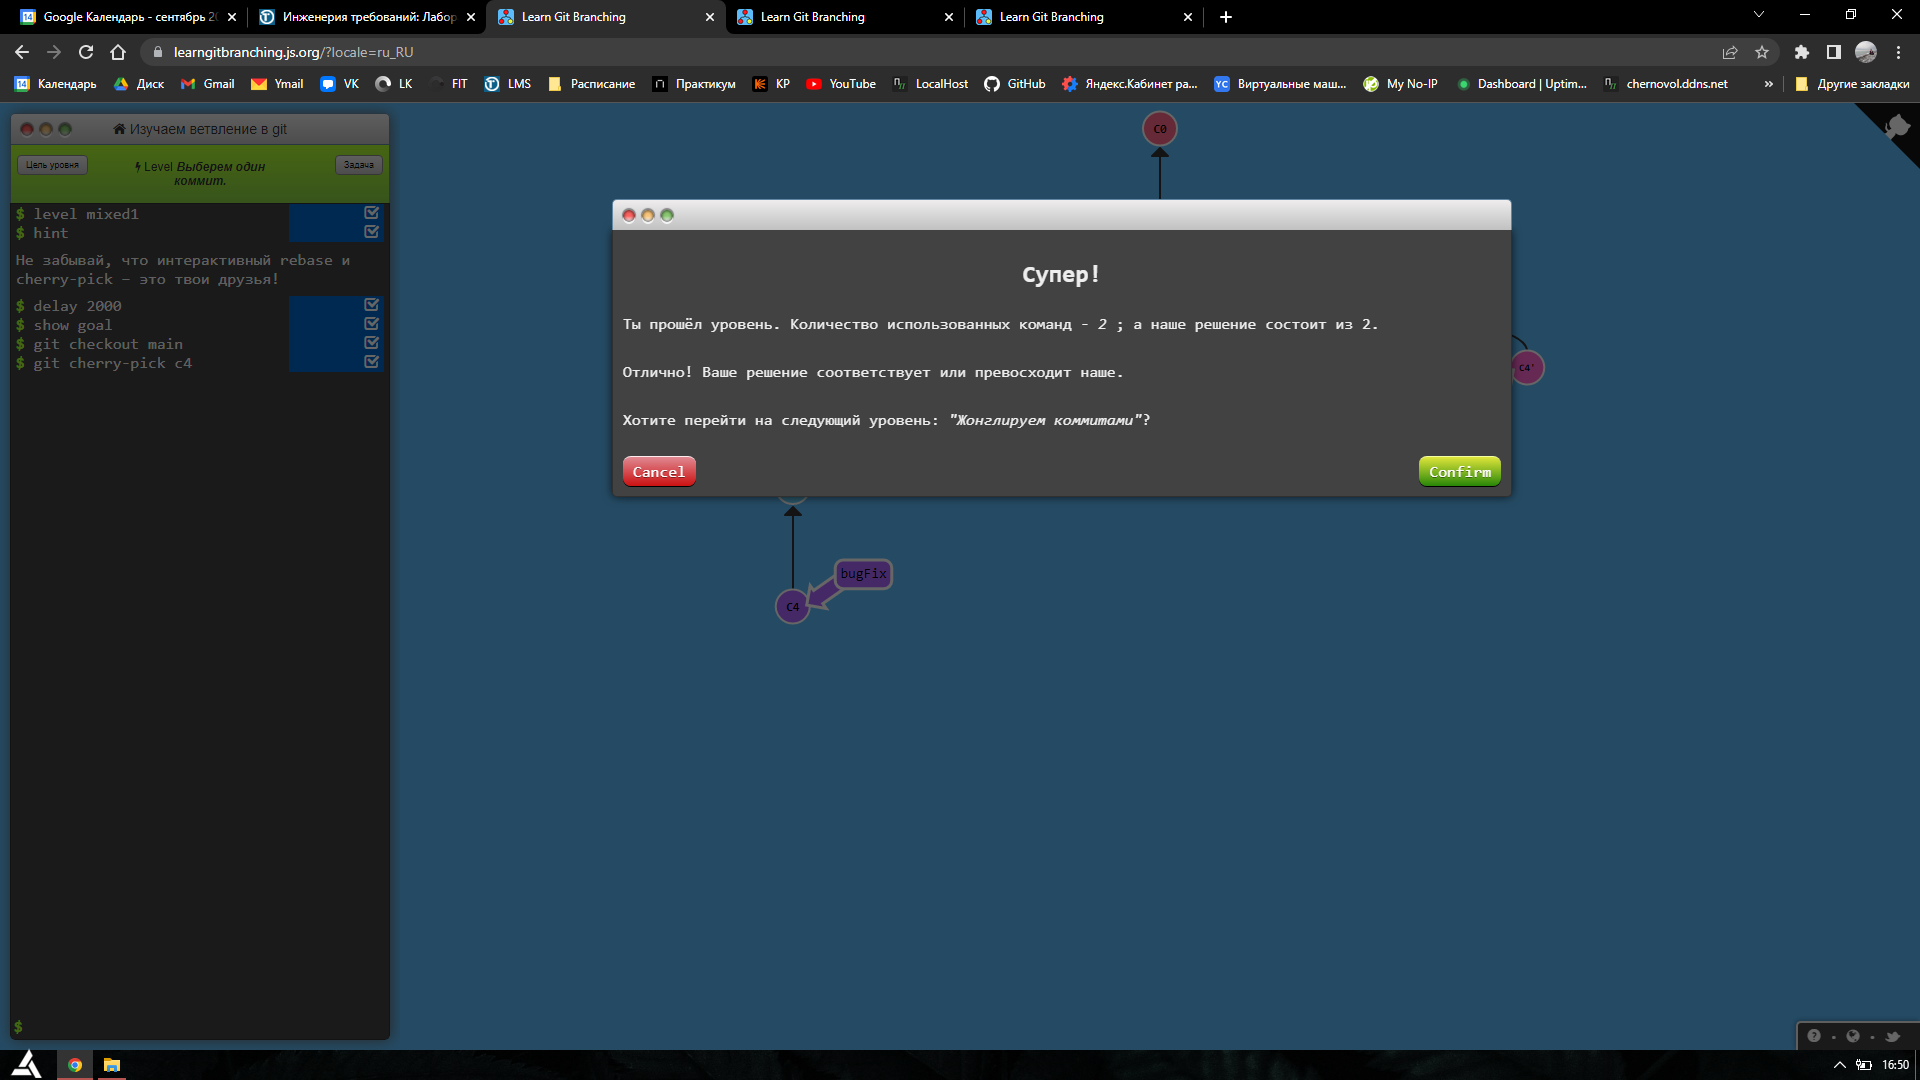 Google Календарь - сентябрь 20
Инженерия требований: Лабор
Learn Git Branching
Learn Git Branching
Learn Git Branching
learngitbranching.js.org/?locale=ru_RU
Календарь
Диск
Gmail
Ymail
VK
LK
FIT
LMS
Расписание
Практикум
КР
YouTube
LocalHost
GitHub
Яндекс.Кабинет ра...
Виртуальные маш...
My No-IP
Dashboard | Uptim...
chernovol.ddns.net
»
Другие закладки
Изучаем ветвление в git
Цель уровня
Level Выберем один
коммит.
Задача
$ level mixed1
$ hint
Не забывай, что интерактивный rebase и
cherry-pick – это твои друзья!
$ delay 2000
$ show goal
$ git checkout main
$ git cherry-pick c4
$
C0
Супер!
Ты прошёл уровень. Количество использованных команд - 2 ; а наше решение состоит из 2.
Отлично! Ваше решение соответствует или превосходит наше.
Хотите перейти на следующий уровень: "Жонглируем коммитами"?
Cancel
Confirm
C4'
bugFix
C4
16:50